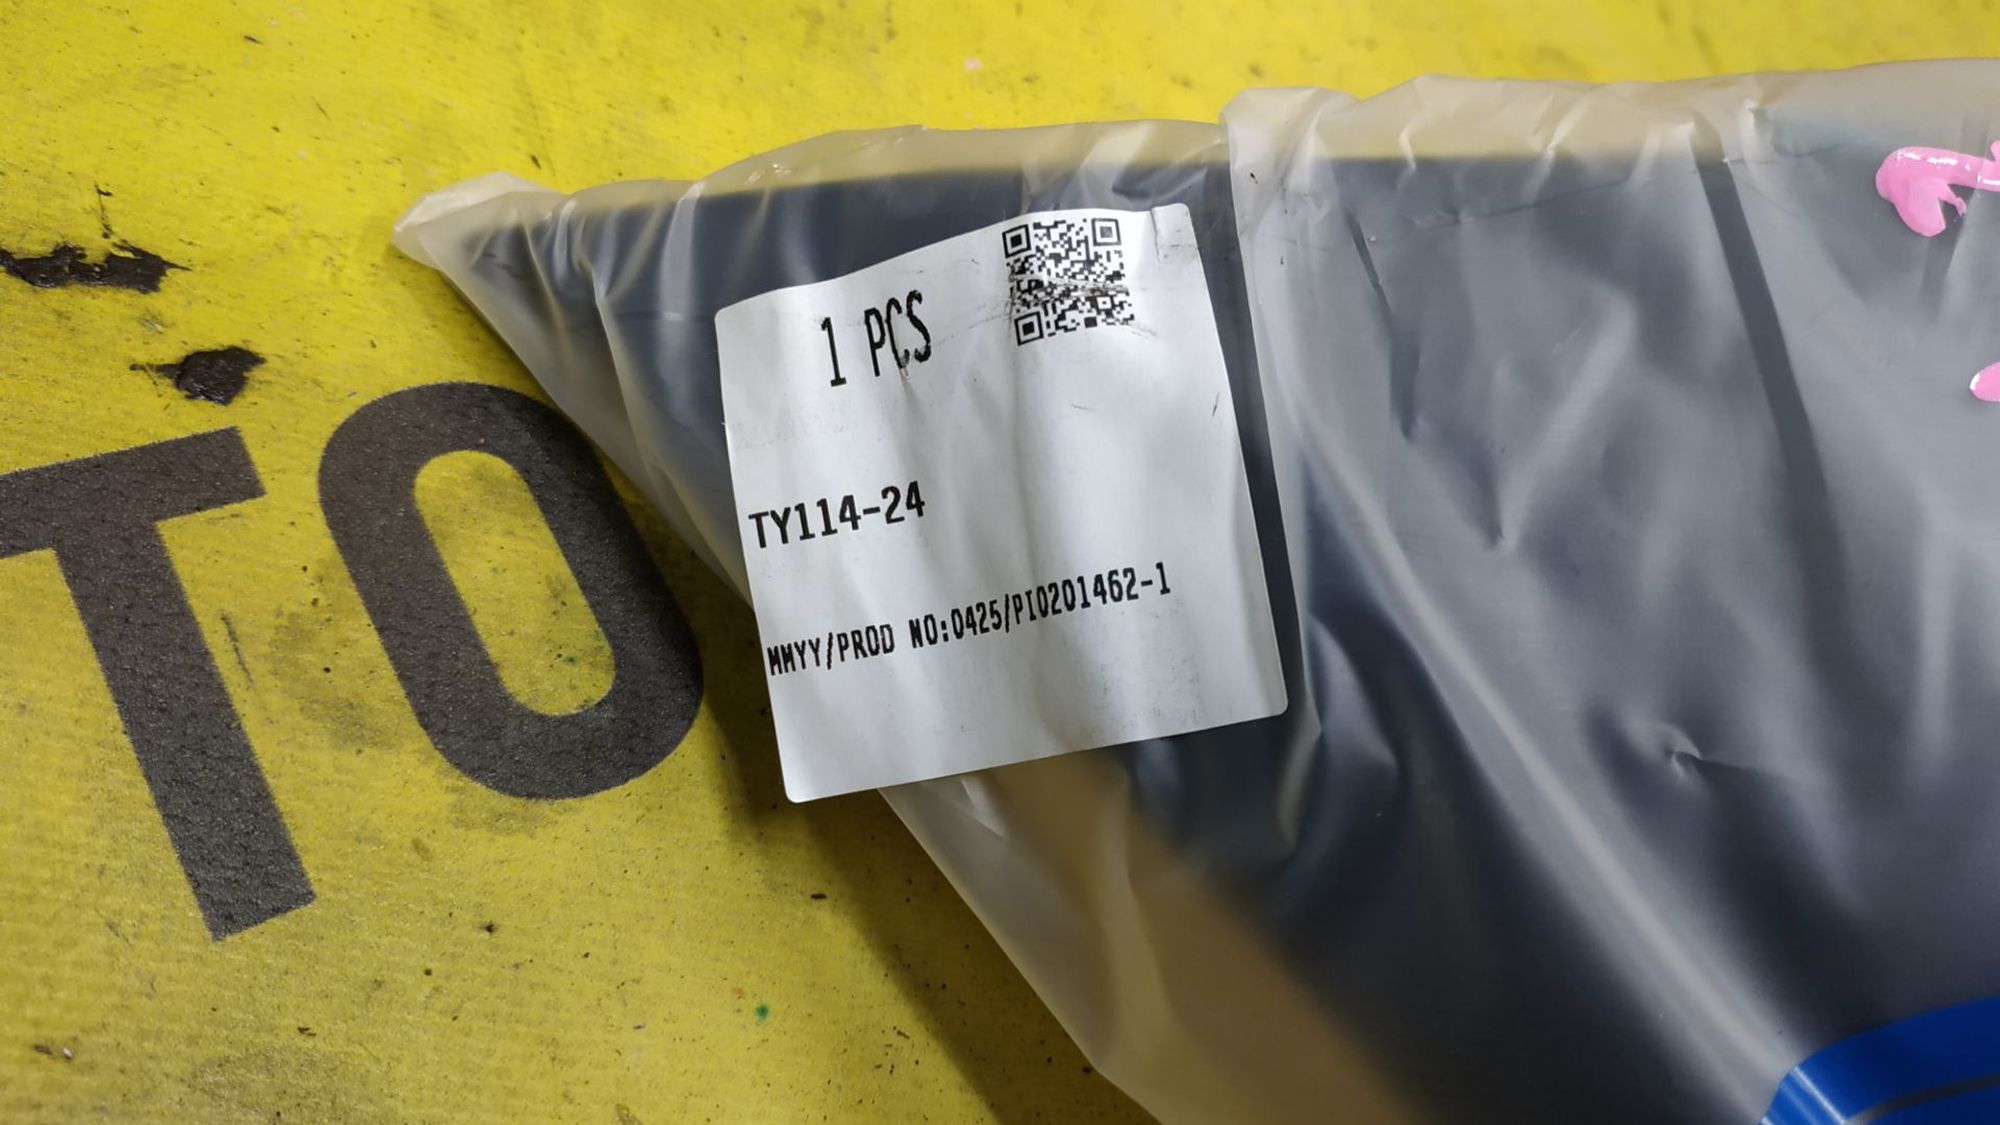 1 PCS
TY114-24
MMYY/PROD NO:0425/PI0201462-1
TO